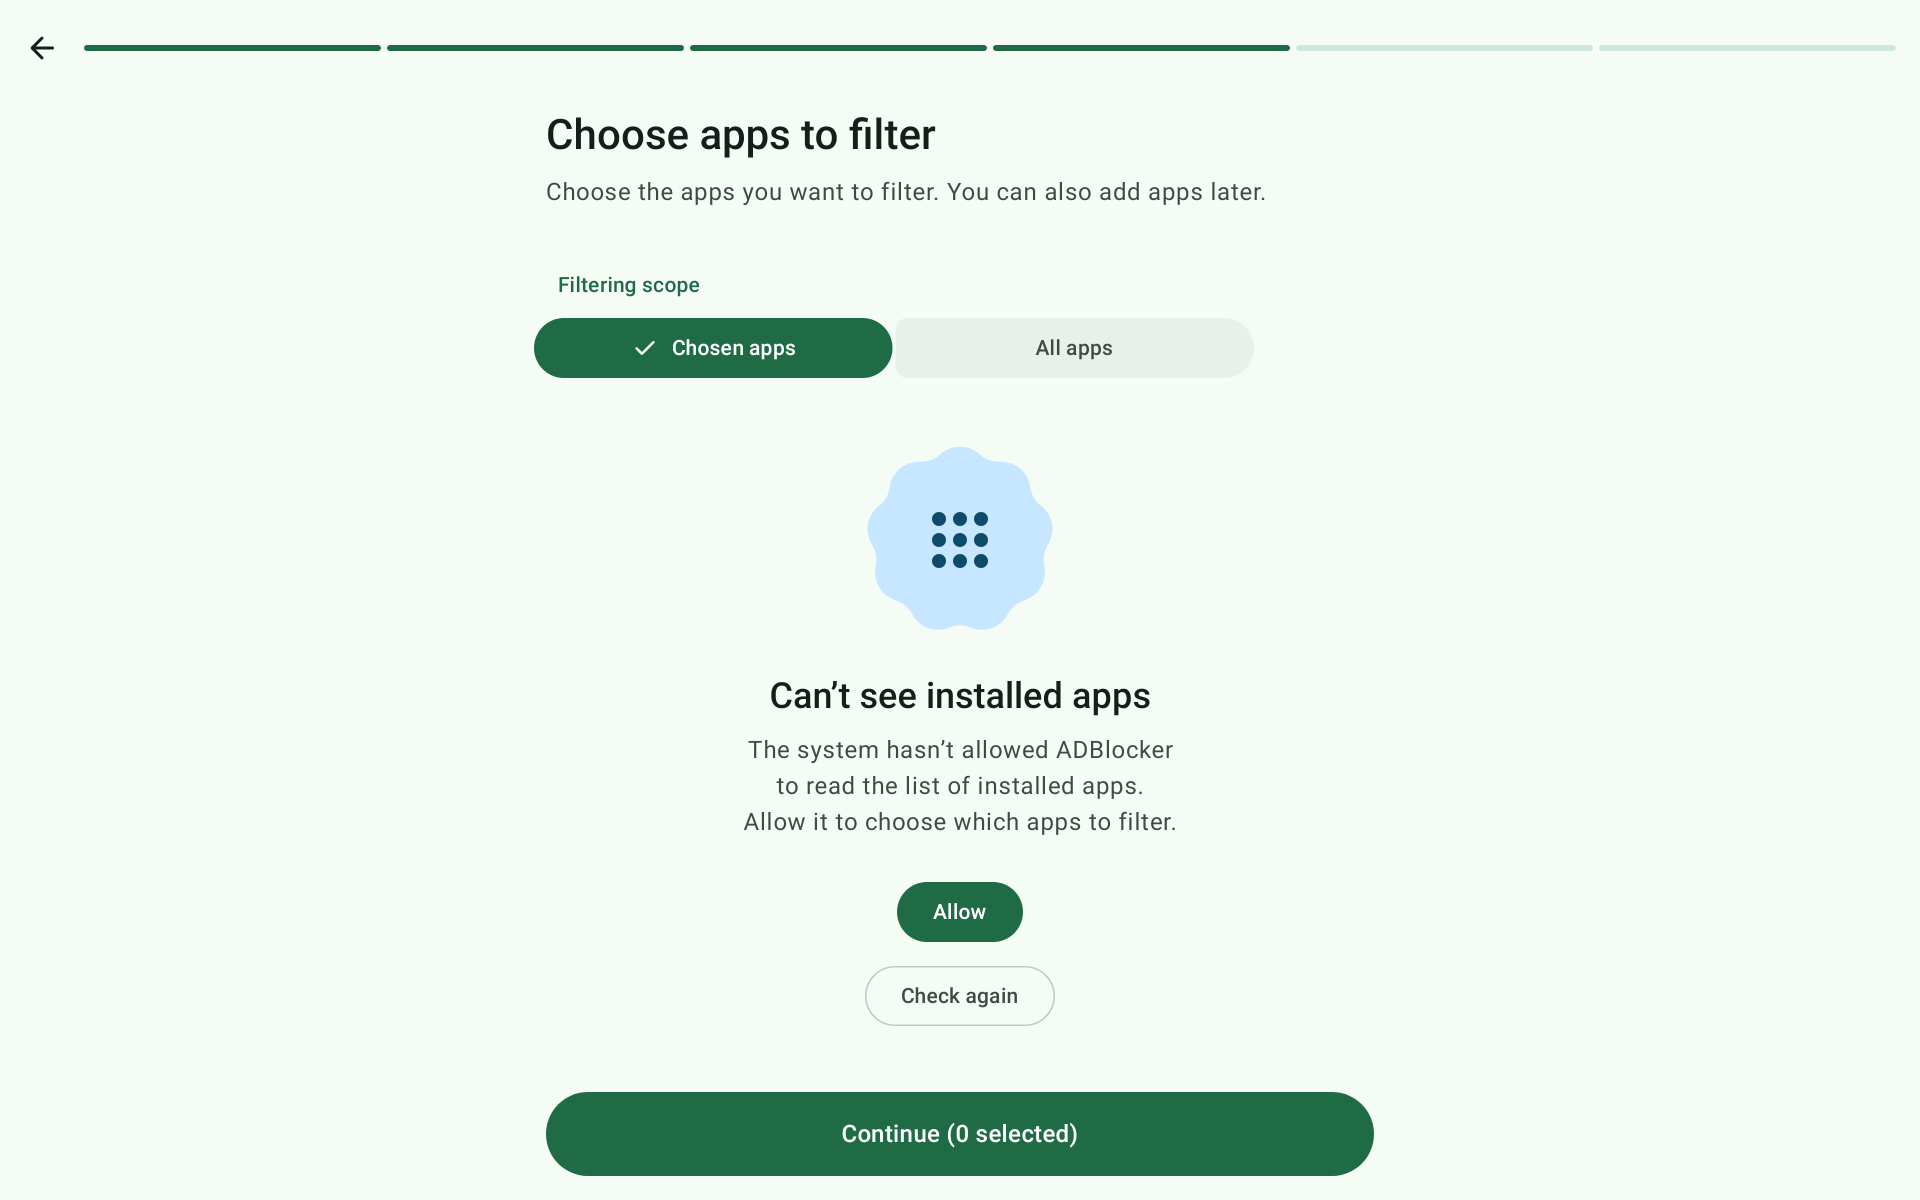 Choose apps to filter
Choose the apps you want to filter. You can also add apps later.
Filtering scope
Chosen apps
All apps
Can’t see installed apps
The system hasn’t allowed ADBlocker
to read the list of installed apps.
Allow it to choose which apps to filter.
Allow
Check again
Continue (0 selected)